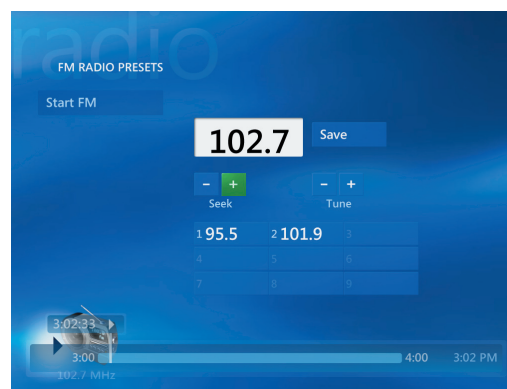 radio
FM RADIO PRESETS
Start FM
102.7
Save
- +
- +
Seek
Tune
1 95.5 2 101.9 3
4 5 6
7 8 9
3:02:33
3:00 4:00 3:02 PM
102.7 MHz